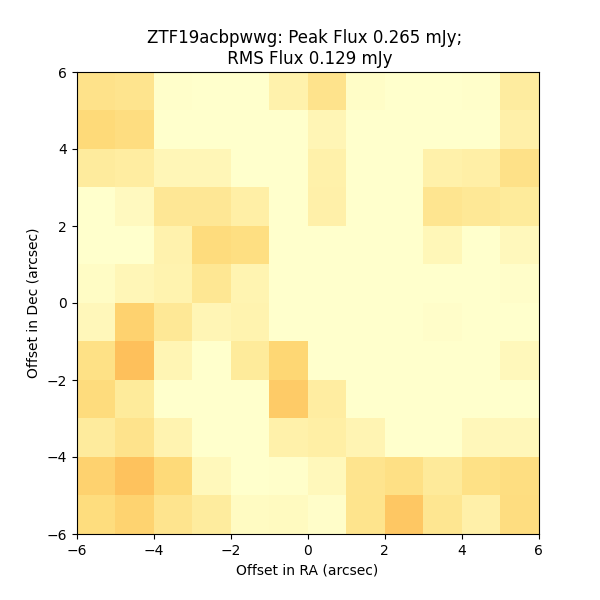 ZTF19acbpwwg: Peak Flux 0.265 mJy;
RMS Flux 0.129 mJy
6
4
2
0
−2
−4
−6
Offset in Dec (arcsec)
−6 −4 −2 0 2 4 6
Offset in RA (arcsec)